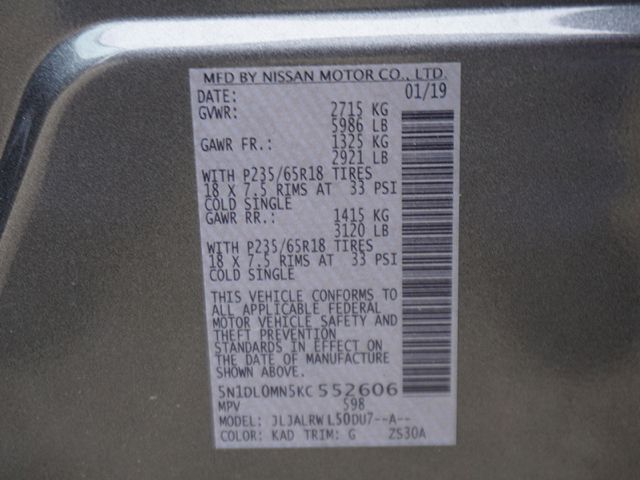 MFD BY NISSAN MOTOR CO., LTD.
DATE: 01/19
GVWR: 2715 KG
5986 LB
GAWR FR.: 1325 KG
2921 LB
WITH P235/65R18 TIRES
18 X 7.5 RIMS AT 33 PSI
COLD SINGLE
GAWR RR.: 1415 KG
3120 LB
WITH P235/65R18 TIRES
18 X 7.5 RIMS AT 33 PSI
COLD SINGLE
THIS VEHICLE CONFORMS TO
ALL APPLICABLE FEDERAL
MOTOR VEHICLE SAFETY AND
THEFT PREVENTION
STANDARDS IN EFFECT ON
THE DATE OF MANUFACTURE
SHOWN ABOVE.
5N1DL0MN5KC 552606
MPV 598
MODEL: JLJALRW L50DU7--A--
COLOR: KAD TRIM: G ZS30A